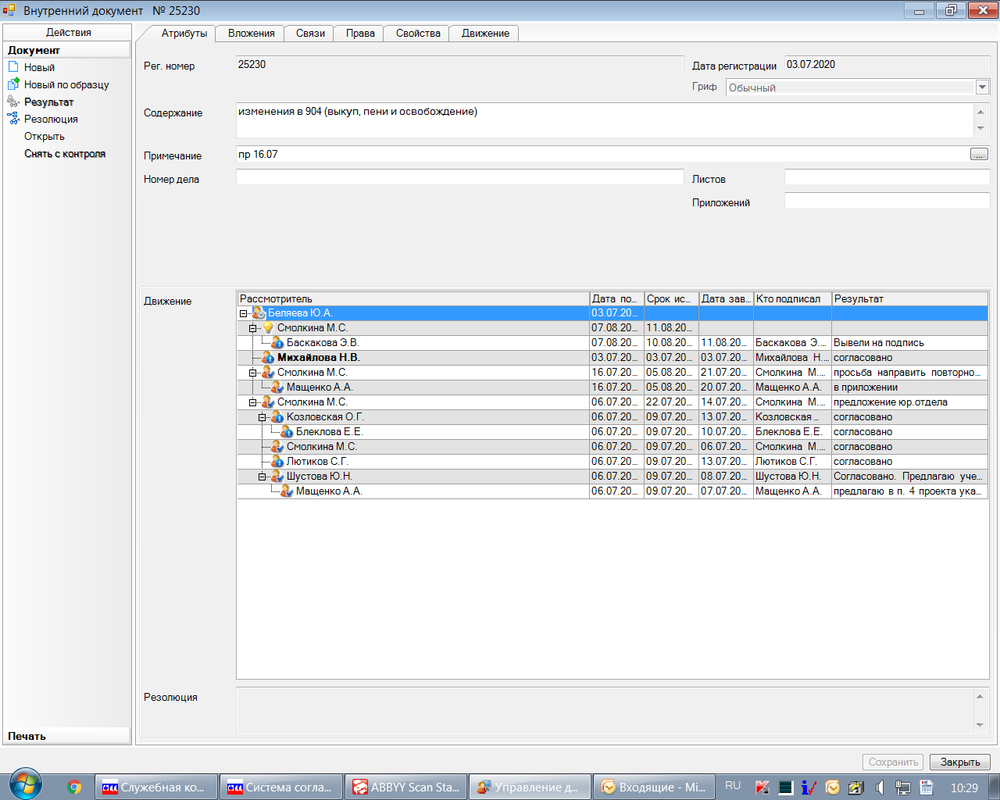 Внутренний документ № 25230
Действия
Документ
Новый
Новый по образцу
Результат
Резолюция
Открыть
Снять с контроля
Печать
Атрибуты Вложения Связи Права Свойства Движение
Рег. номер 25230 Дата регистрации 03.07.2020
Гриф Обычный
Содержание изменения в 904 (выкуп, пени и освобождение)
Примечание пр 16.07 ...
Номер дела Листов
Приложений
Движение
Рассмотритель Дата по... Срок ис... Дата зав... Кто подписал Результат
Беляева Ю.А. 03.07.20...
Смолкина М.С. 07.08.20... 11.08.20...
Баскакова Э.В. 07.08.20... 10.08.20... 11.08.20... Баскакова Э.... Вывели на подпись
Михайлова Н.В. 03.07.20... 03.07.20... 03.07.20... Михайлова Н.... согласовано
Смолкина М.С. 16.07.20... 05.08.20... 21.07.20... Смолкина М.... просьба направить повторно...
Мащенко А.А. 16.07.20... 05.08.20... 20.07.20... Мащенко А.А. в приложении
Смолкина М.С. 06.07.20... 22.07.20... 14.07.20... Смолкина М.... предложение юр.отдела
Козловская О.Г. 06.07.20... 09.07.20... 13.07.20... Козловская ... согласовано
Блеклова Е.Е. 06.07.20... 09.07.20... 10.07.20... Блеклова Е.Е. согласовано
Смолкина М.С. 06.07.20... 09.07.20... 06.07.20... Смолкина М.... согласовано
Лютиков С.Г. 06.07.20... 09.07.20... 13.07.20... Лютиков С.Г. согласовано
Шустова Ю.Н. 06.07.20... 09.07.20... 08.07.20... Шустова Ю.Н. Согласовано. Предлагаю уче...
Мащенко А.А. 06.07.20... 09.07.20... 07.07.20... Мащенко А.А. предлагаю в п. 4 проекта ука...
Резолюция
Сохранить Закрыть
Служебная ко... Система согла... ABBYY Scan Sta... Управление д... Входящие - Mi... RU 10:29